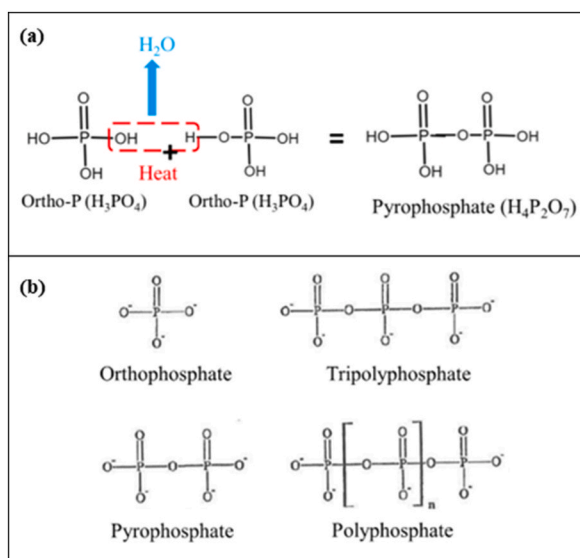 (a)
H₂O
O O O O
HO—P—OH + H—O—P—OH = HO—P—O—P—OH
OH OH OH OH
Heat
Ortho-P (H₃PO₄) Ortho-P (H₃PO₄) Pyrophosphate (H₄P₂O₇)
(b)
O O O O
O⁻—P—O⁻ O⁻—P—O—P—O—P—O⁻
O⁻ O⁻ O⁻ O⁻
Orthophosphate Tripolyphosphate
O O O O O
O⁻—P—O—P—O⁻ O⁻—P[—O—P—]O—P—O⁻
O⁻ O⁻ O⁻ O⁻ O⁻
n
Pyrophosphate Polyphosphate